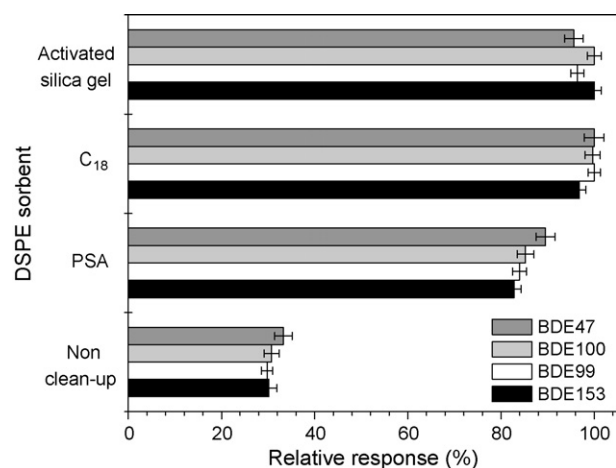 DSPE sorbent
Activated
silica gel
C₁₈
PSA
Non
clean-up
BDE47
BDE100
BDE99
BDE153
0 20 40 60 80 100
Relative response (%)